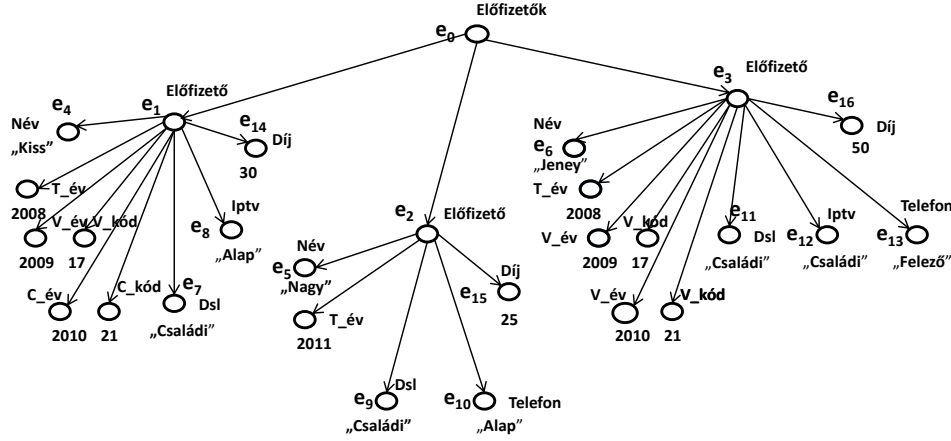 Előfizetők
e0
Előfizető
e1
e4
Név
„Kiss”
e14
Díj
30
T_év
2008
V_év
2009
V_kód
17
Iptv
e8
„Alap”
C_év
2010
C_kód
21
e7
Dsl
„Családi”
e2
Előfizető
Név
e5
„Nagy”
T_év
2011
Díj
e15
25
Dsl
e9
„Családi”
e10
Telefon
„Alap”
e3
Előfizető
e16
Díj
50
Név
e6
„Jeney”
T_év
2008
V_év
2009
V_kód
17
e11
Dsl
„Családi”
Iptv
e12
„Családi”
Telefon
e13
„Felező”
V_év
2010
V_kód
21